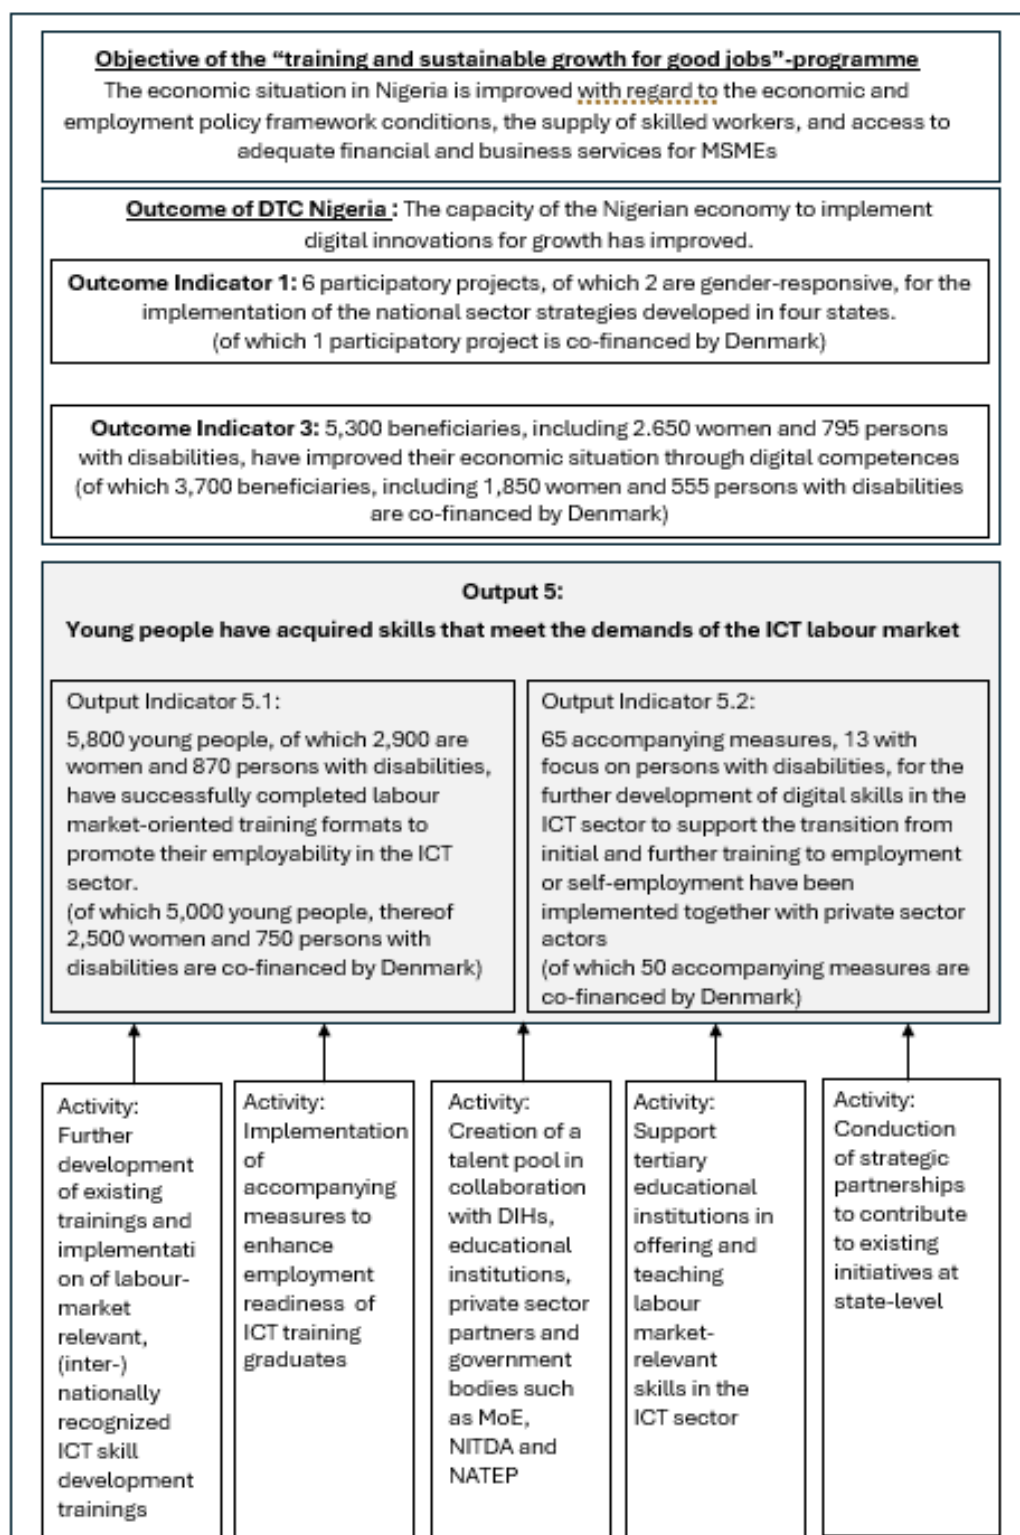 Objective of the “training and sustainable growth for good jobs”-programme
The economic situation in Nigeria is improved with regard to the economic and
employment policy framework conditions, the supply of skilled workers, and access to
adequate financial and business services for MSMEs
Outcome of DTC Nigeria : The capacity of the Nigerian economy to implement
digital innovations for growth has improved.
Outcome Indicator 1: 6 participatory projects, of which 2 are gender-responsive, for the
implementation of the national sector strategies developed in four states.
(of which 1 participatory project is co-financed by Denmark)
Outcome Indicator 3: 5,300 beneficiaries, including 2.650 women and 795 persons
with disabilities, have improved their economic situation through digital competences
(of which 3,700 beneficiaries, including 1,850 women and 555 persons with disabilities
are co-financed by Denmark)
Output 5:
Young people have acquired skills that meet the demands of the ICT labour market
Output Indicator 5.1:
5,800 young people, of which 2,900 are
women and 870 persons with disabilities,
have successfully completed labour
market-oriented training formats to
promote their employability in the ICT
sector.
(of which 5,000 young people, thereof
2,500 women and 750 persons with
disabilities are co-financed by Denmark)
Output Indicator 5.2:
65 accompanying measures, 13 with
focus on persons with disabilities, for the
further development of digital skills in the
ICT sector to support the transition from
initial and further training to employment
or self-employment have been
implemented together with private sector
actors
(of which 50 accompanying measures are
co-financed by Denmark)
Activity:
Further
development
of existing
trainings and
implementati
on of labour-
market
relevant,
(inter-)
nationally
recognized
ICT skill
development
trainings
Activity:
Implementation
of
accompanying
measures to
enhance
employment
readiness of
ICT training
graduates
Activity:
Creation of a
talent pool in
collaboration
with DIHs,
educational
institutions,
private sector
partners and
government
bodies such
as MoE,
NITDA and
NATEP
Activity:
Support
tertiary
educational
institutions in
offering and
teaching
labour
market-
relevant
skills in the
ICT sector
Activity:
Conduction
of strategic
partnerships
to contribute
to existing
initiatives at
state-level